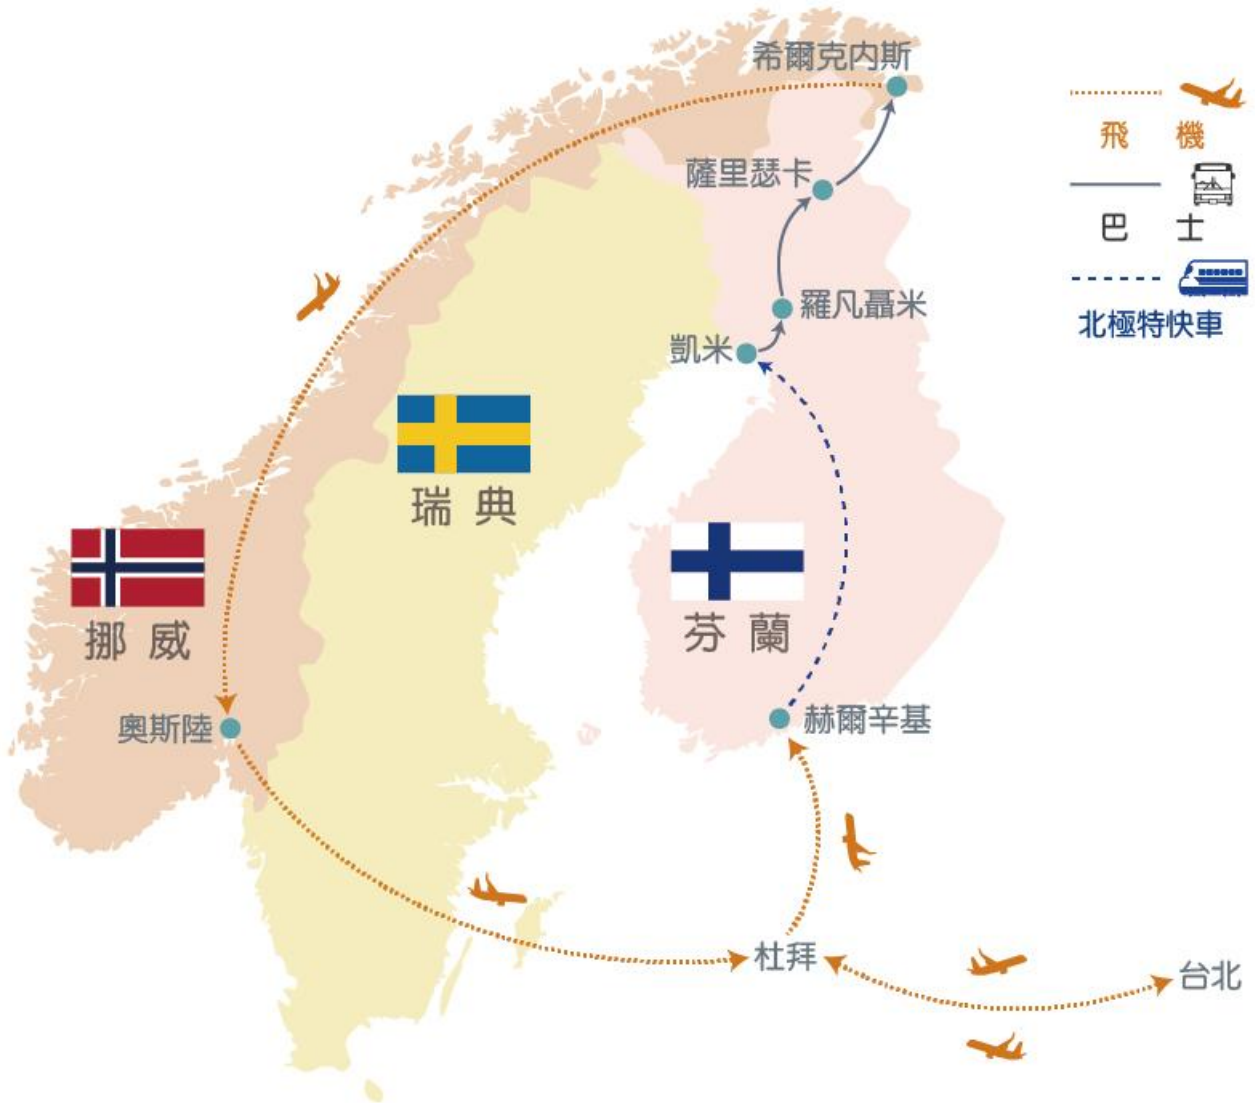 希爾克內斯
飛 機
薩里瑟卡
巴 士
羅凡聶米
北極特快車
凱米
瑞典
挪威
芬蘭
奧斯陸
赫爾辛基
杜拜
台北